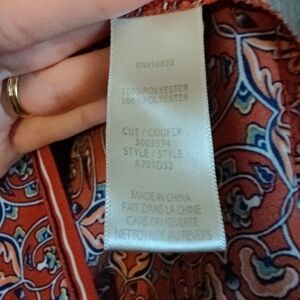 100% POLYESTER
100% POLYESTER
CUT / COUPER
3003574
STYLE / STYLE
A701D32
MADE IN CHINA
FAIT DANS LA CHINE
CARE ON REVERSE
NETTOYAGE AU REVERS